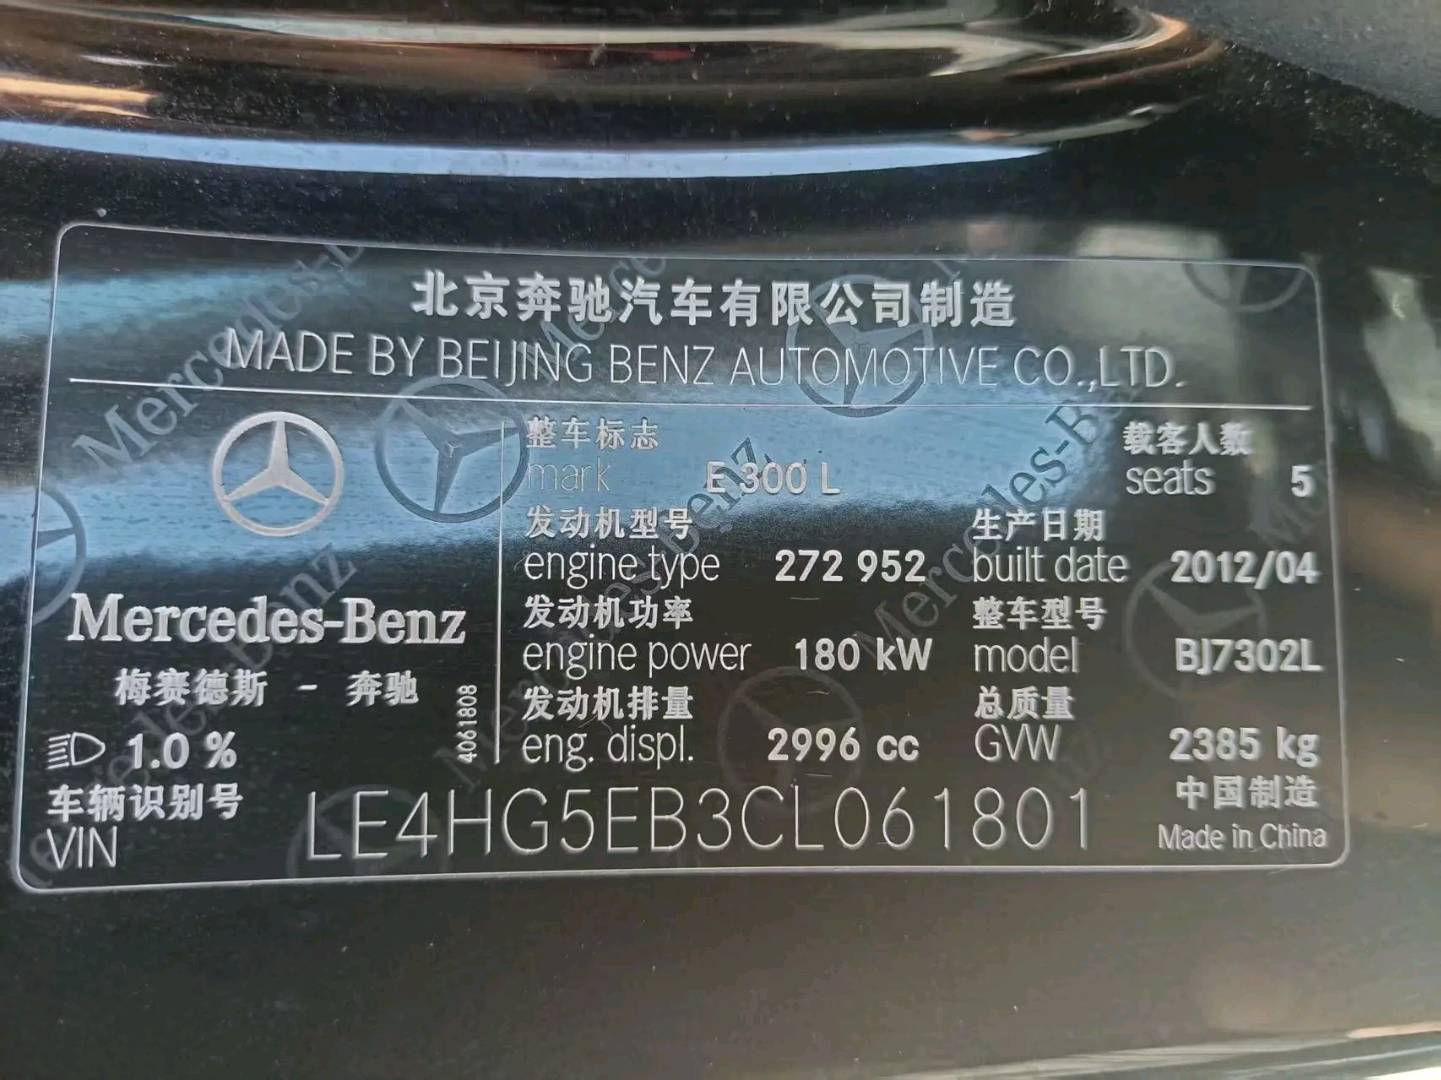 北京奔驰汽车有限公司制造
MADE BY BEIJING BENZ AUTOMOTIVE CO.,LTD.
整车标志 载客人数
mark E 300 L seats 5
发动机型号 生产日期
engine type 272 952 built date 2012/04
发动机功率 整车型号
engine power 180 kW model BJ7302L
发动机排量 总质量
eng. displ. 2996 cc GVW 2385 kg
Mercedes-Benz
梅赛德斯 - 奔驰
4061808
1.0 %
车辆识别号
VIN LE4HG5EB3CL061801
中国制造
Made in China